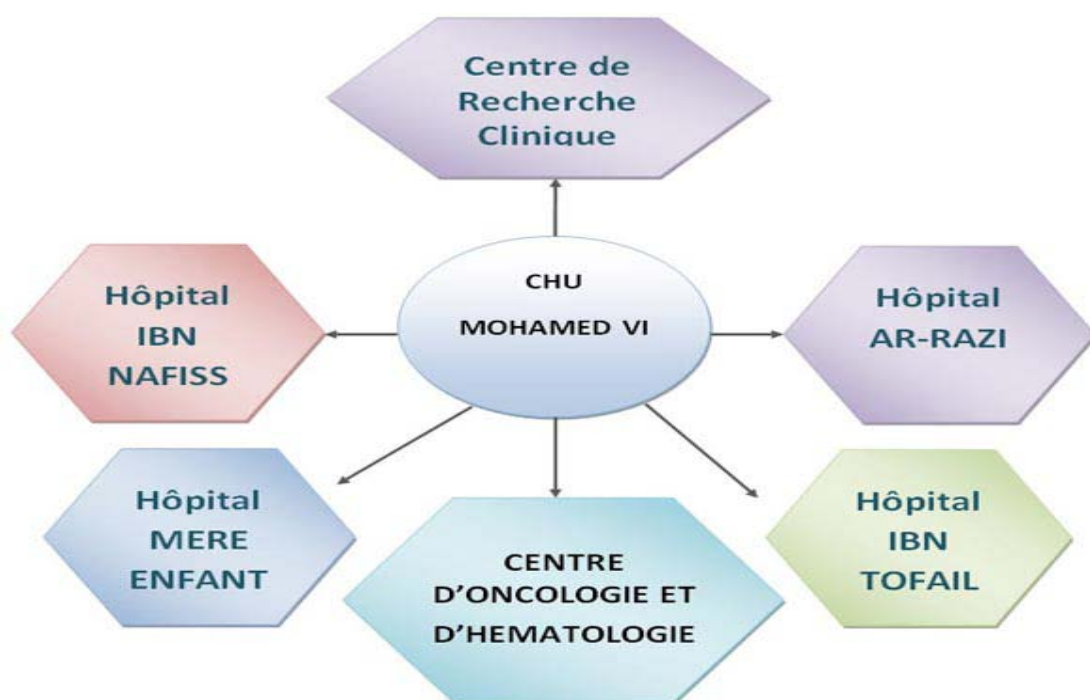 Centre de
Recherche
Clinique
CHU
MOHAMED VI
Hôpital
IBN
NAFISS
Hôpital
AR-RAZI
Hôpital
MERE
ENFANT
CENTRE
D’ONCOLOGIE ET
D’HEMATOLOGIE
Hôpital
IBN
TOFAIL